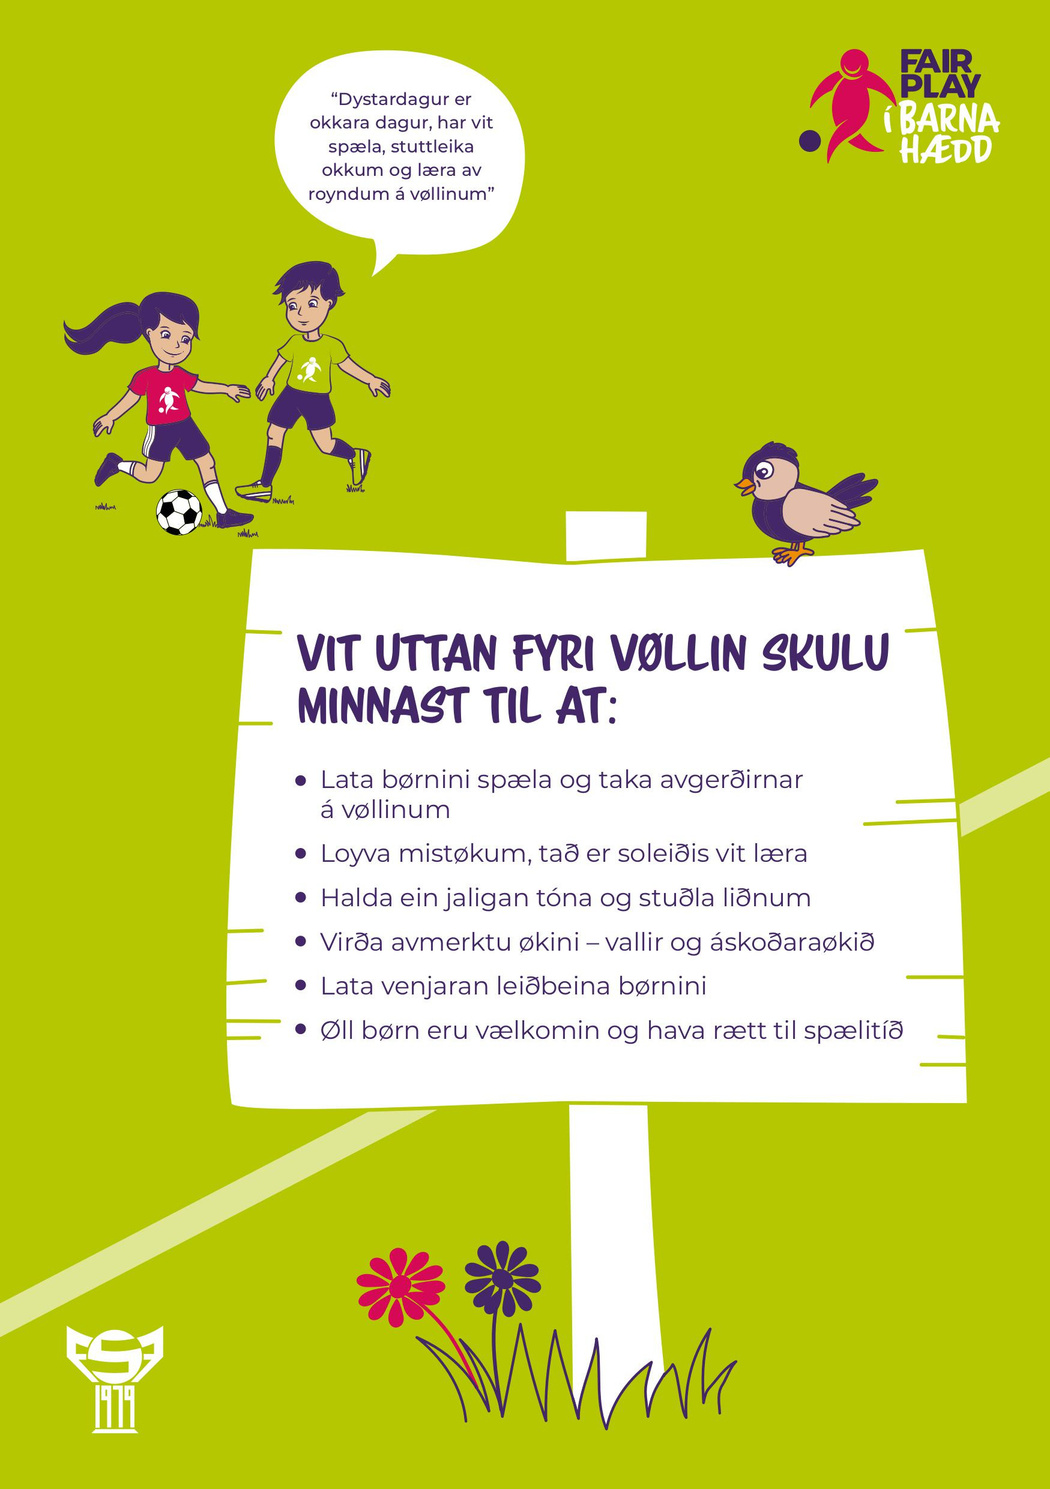 “Dystardagur er
okkara dagur, har vit
spæla, stuttleika
okkum og læra av
royndum á vøllinum”
FAIR
PLAY
í BARNA
HÆDD
VIT UTTAN FYRI VØLLIN SKULU
MINNAST TIL AT:
• Lata børnini spæla og taka avgerðirnar
á vøllinum
• Loyva mistøkum, tað er soleiðis vit læra
• Halda ein jaligan tóna og stuðla liðnum
• Virða avmerktu økini – vallir og áskoðaraøkið
• Lata venjaran leiðbeina børnini
• Øll børn eru vælkomin og hava rætt til spælitíð
FSF
1979